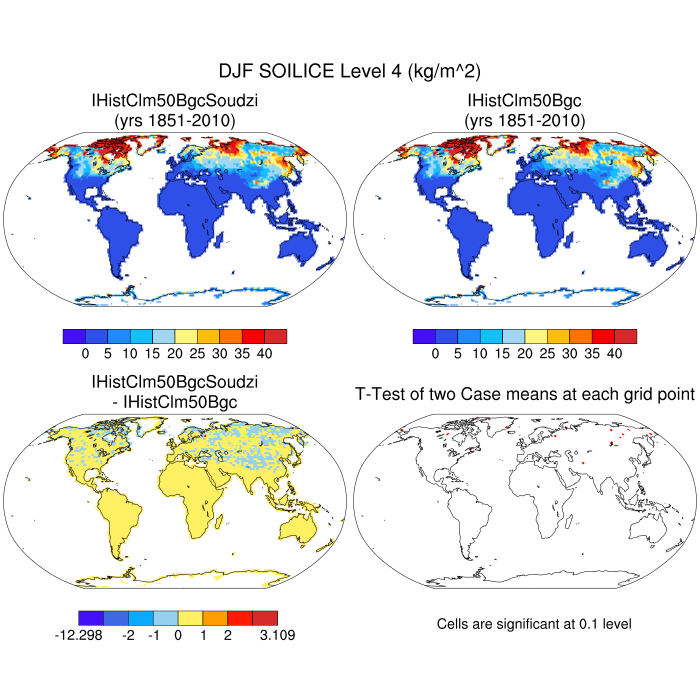 DJF SOILICE Level 4 (kg/m^2)
IHistClm50BgcSoudzi
(yrs 1851-2010)
IHistClm50Bgc
(yrs 1851-2010)
0 5 10 15 20 25 30 35 40
0 5 10 15 20 25 30 35 40
IHistClm50BgcSoudzi
- IHistClm50Bgc
T-Test of two Case means at each grid point
-12.298 -2 -1 0 1 2 3.109
Cells are significant at 0.1 level